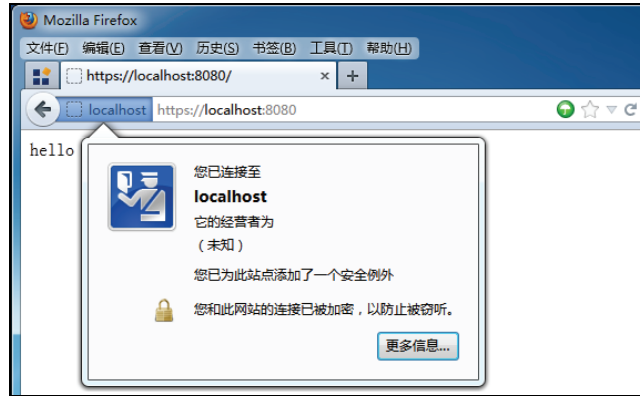 Mozilla Firefox
文件(F) 编辑(E) 查看(V) 历史(S) 书签(B) 工具(T) 帮助(H)
https://localhost:8080/ × +
localhost https://localhost:8080
hello
您已连接至
localhost
它的经营者为
（未知）
您已为此站点添加了一个安全例外
您和此网站的连接已被加密，以防止被窃听。
更多信息...